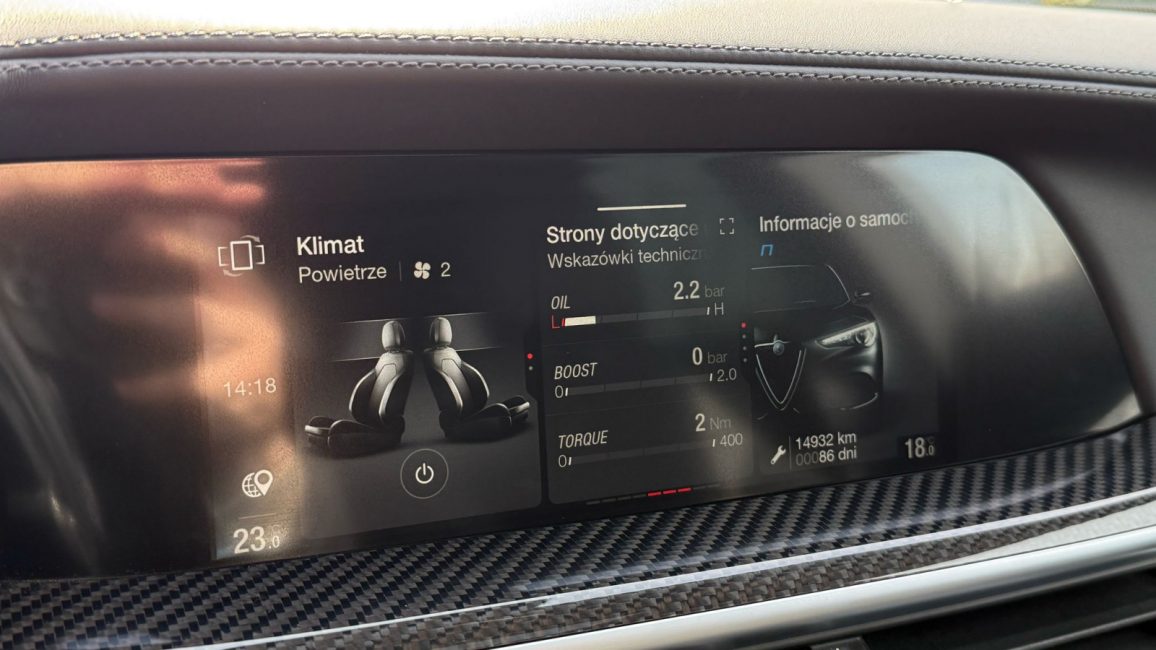 Klimat
Powietrze | 2
14:18
23.0 °C
Strony dotyczące
Wskazówki techniczn
OIL 2.2 bar
L H
BOOST 0 bar
0 2.0
TORQUE 2 Nm
0 400
Informacje o samoc
14932 km
00086 dni
18.0 °C